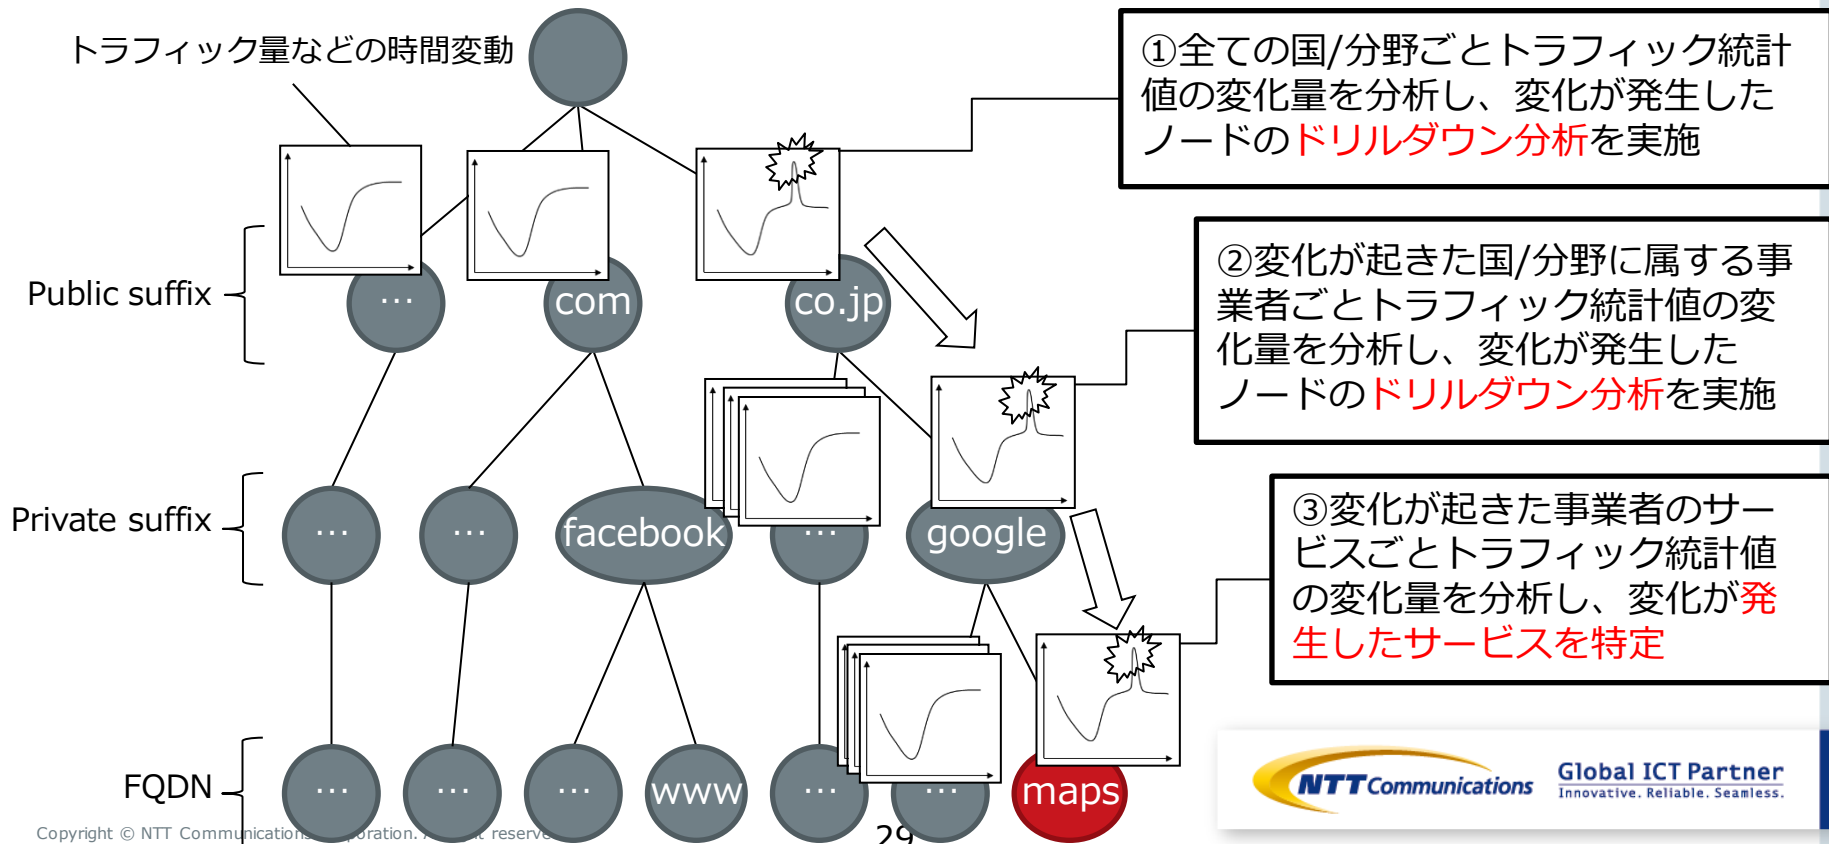 トラフィック量などの時間変動
①全ての国/分野ごとトラフィック統計
値の変化量を分析し、変化が発生した
ノードのドリルダウン分析を実施
②変化が起きた国/分野に属する事
業者ごとトラフィック統計値の変
化量を分析し、変化が発生した
ノードのドリルダウン分析を実施
Public suffix
…
com
co.jp
③変化が起きた事業者のサー
ビスごとトラフィック統計値
の変化量を分析し、変化が発
生したサービスを特定
Private suffix
…
…
facebook
…
google
FQDN
…
…
…
www
…
…
maps
NTT Communications
Global ICT Partner
Innovative. Reliable. Seamless.
Copyright © NTT Communications
29